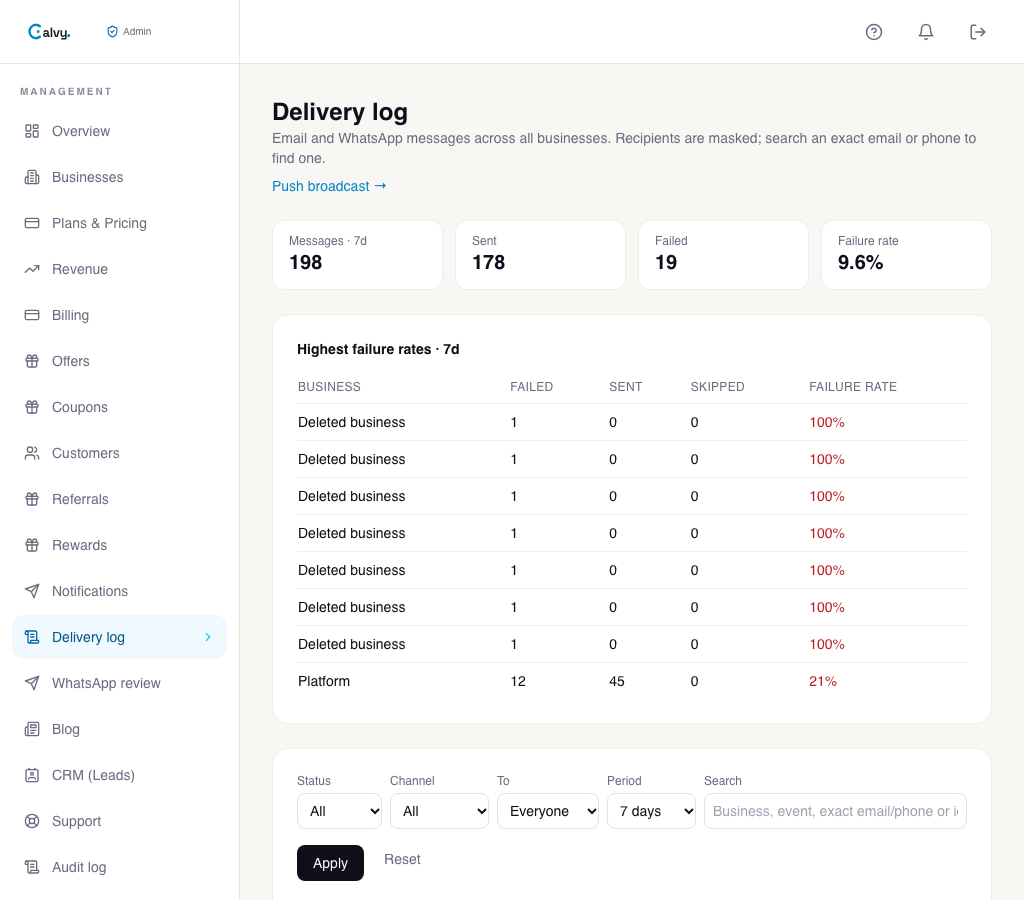 Calvy.
Admin
MANAGEMENT
Overview
Businesses
Plans & Pricing
Revenue
Billing
Offers
Coupons
Customers
Referrals
Rewards
Notifications
Delivery log
WhatsApp review
Blog
CRM (Leads)
Support
Audit log
Delivery log
Email and WhatsApp messages across all businesses. Recipients are masked; search an exact email or phone to
find one.
Push broadcast →
Messages · 7d
198
Sent
178
Failed
19
Failure rate
9.6%
Highest failure rates · 7d
BUSINESS FAILED SENT SKIPPED FAILURE RATE
Deleted business 1 0 0 100%
Deleted business 1 0 0 100%
Deleted business 1 0 0 100%
Deleted business 1 0 0 100%
Deleted business 1 0 0 100%
Deleted business 1 0 0 100%
Deleted business 1 0 0 100%
Platform 12 45 0 21%
Status Channel To Period Search
All All Everyone 7 days Business, event, exact email/phone or
Apply Reset